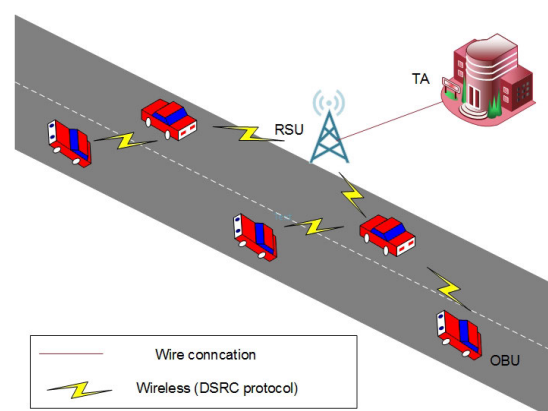 TA
RSU
OBU
Wire conncation
Wireless (DSRC protocol)